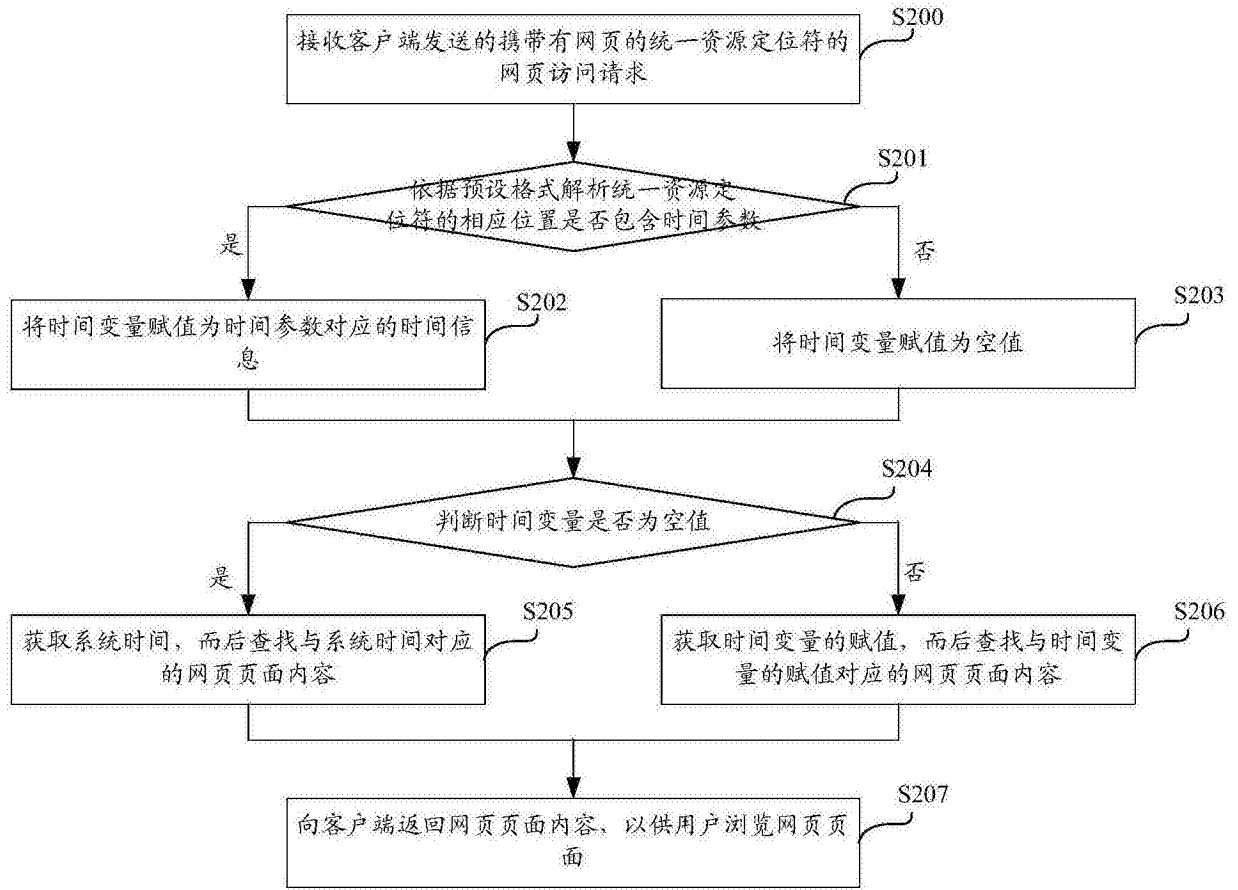 S200
接收客户端发送的携带有网页的统一资源定位符的
网页访问请求
S201
依据预设格式解析统一资源定
位符的相应位置是否包含时间参数
是
否
S202
将时间变量赋值为时间参数对应的时间信
息
S203
将时间变量赋值为空值
S204
判断时间变量是否为空值
是
否
S205
获取系统时间,而后查找与系统时间对应
的网页页面内容
S206
获取时间变量的赋值,而后查找与时间变
量的赋值对应的网页页面内容
S207
向客户端返回网页页面内容、以供用户浏览网页页
面